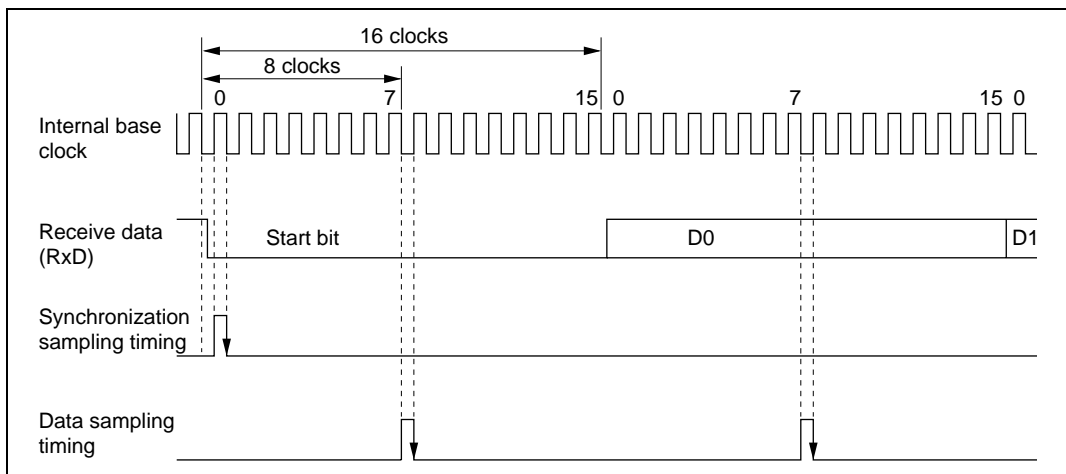 16 clocks
8 clocks
0 7 15 0 7 15 0
Internal base
clock
Receive data
(RxD)
Start bit D0 D1
Synchronization
sampling timing
Data sampling
timing